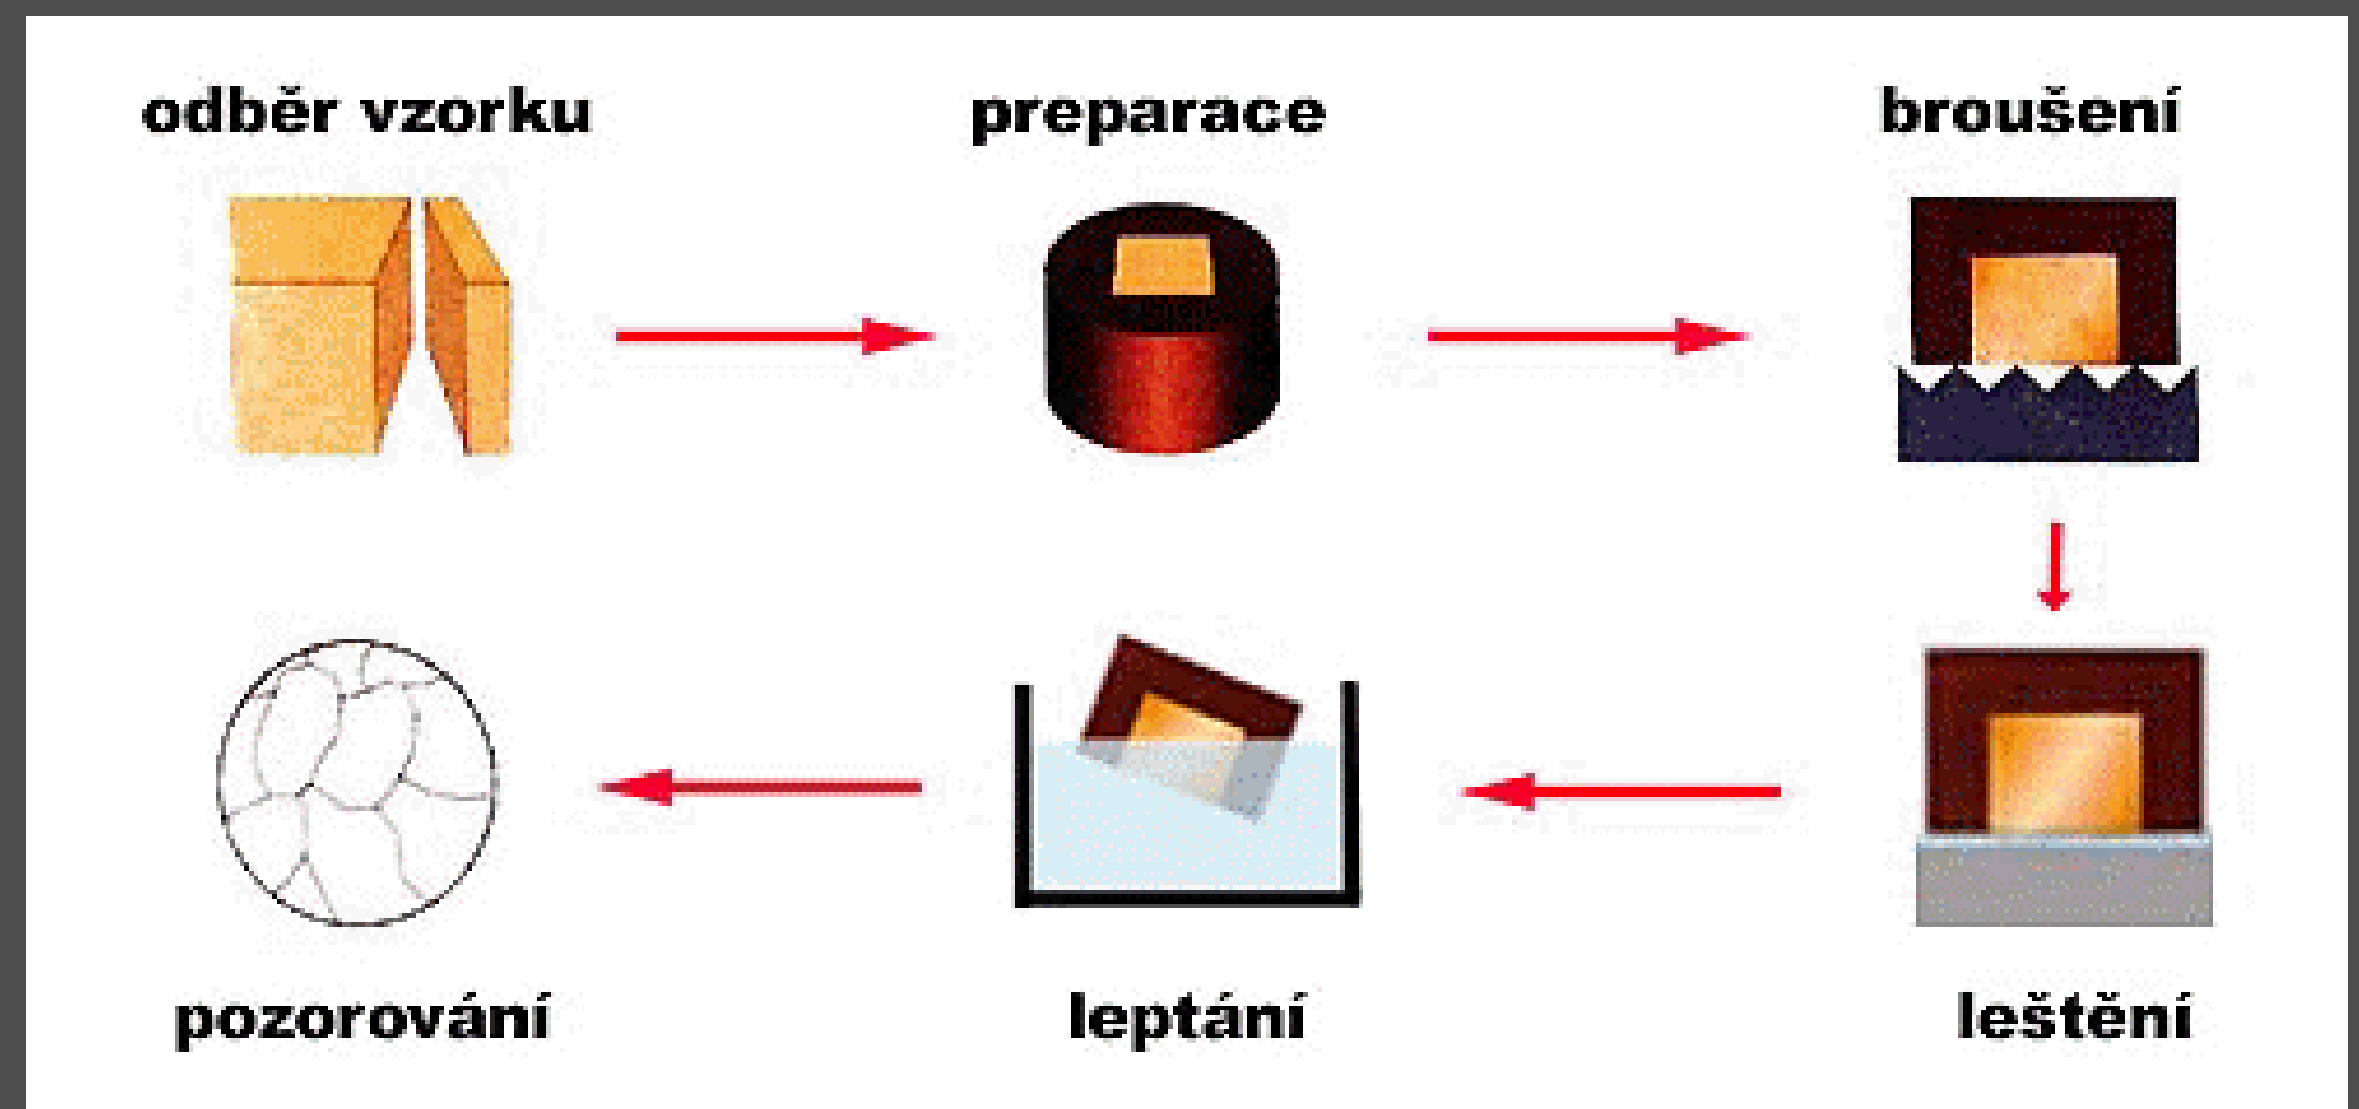 odběr vzorku
preparace
broušení
pozorování
leptání
leštění